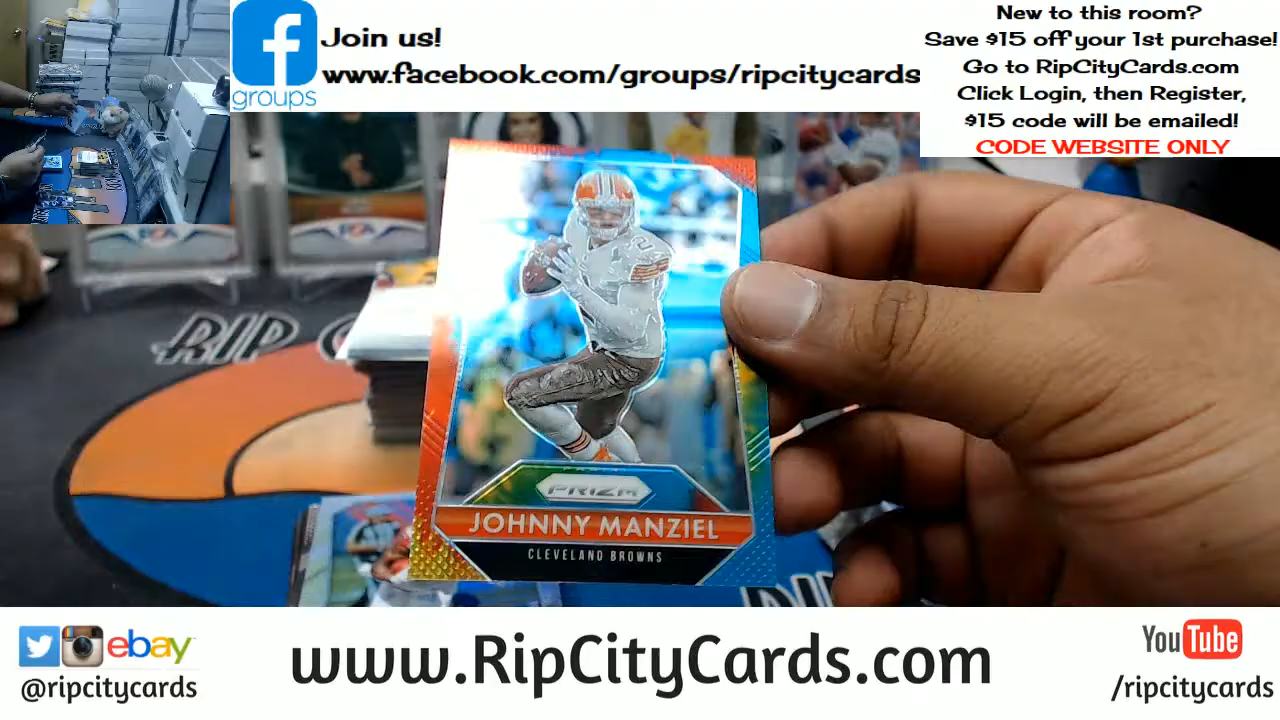 Join us!
www.facebook.com/groups/ripcitycards
groups
New to this room?
Save $15 off your 1st purchase!
Go to RipCityCards.com
Click Login, then Register,
$15 code will be emailed!
CODE WEBSITE ONLY
RIP
PRIZM
JOHNNY MANZIEL
CLEVELAND BROWNS
ebay
@ripcitycards
www.RipCityCards.com
YouTube
/ripcitycards